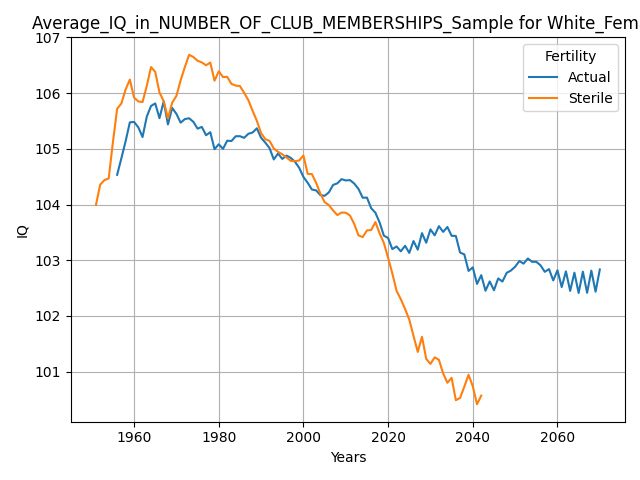 Average_IQ_in_NUMBER_OF_CLUB_MEMBERSHIPS_Sample for White_Fem
107
106
105
104
103
102
101
IQ
Fertility
Actual
Sterile
1960 1980 2000 2020 2040 2060
Years